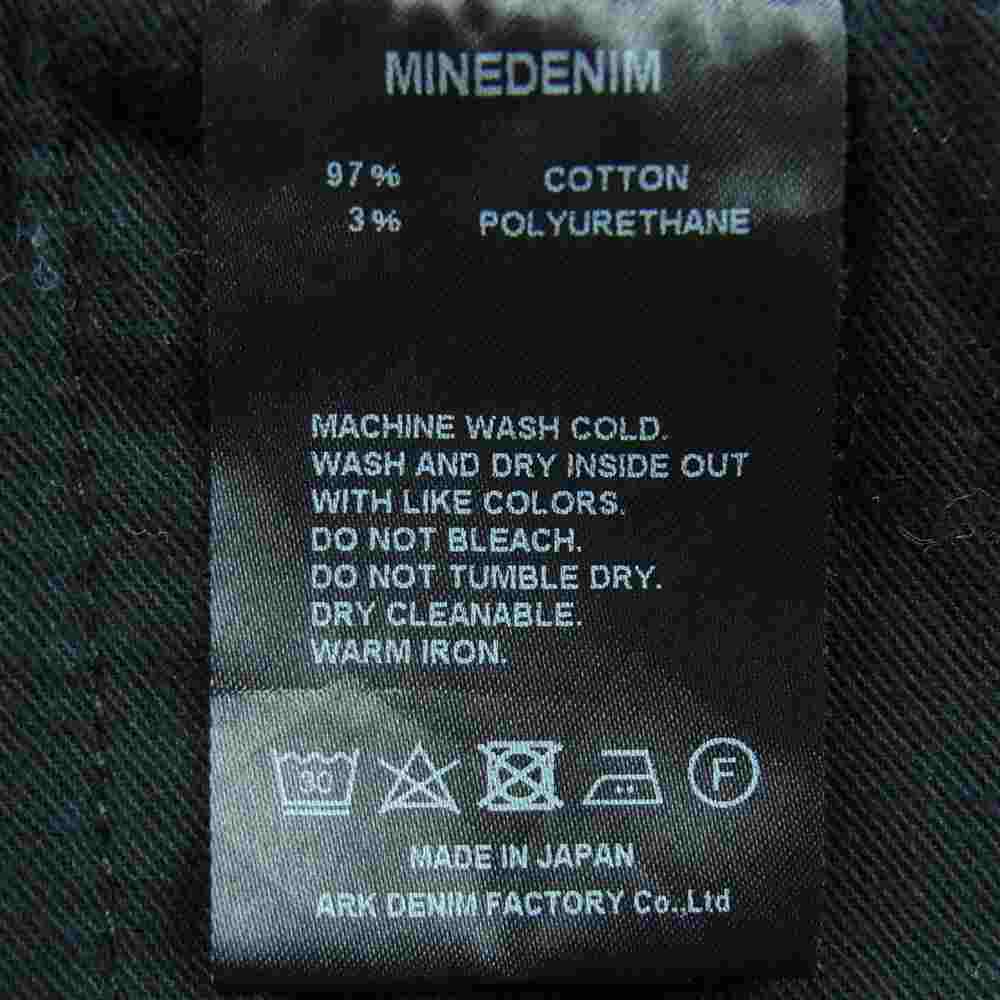 MINEDENIM
97% COTTON
3% POLYURETHANE
MACHINE WASH COLD.
WASH AND DRY INSIDE OUT
WITH LIKE COLORS.
DO NOT BLEACH.
DO NOT TUMBLE DRY.
DRY CLEANABLE.
WARM IRON.
30 F
MADE IN JAPAN
ARK DENIM FACTORY Co.,Ltd